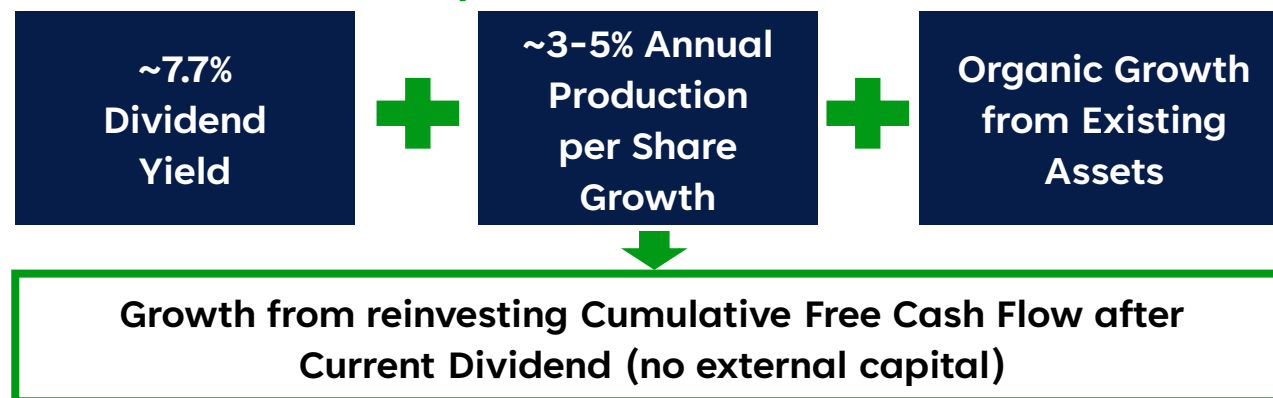 ~7.7%
Dividend
Yield
~3-5% Annual
Production
per Share
Growth
Organic Growth
from Existing
Assets
Growth from reinvesting Cumulative Free Cash Flow after
Current Dividend (no external capital)